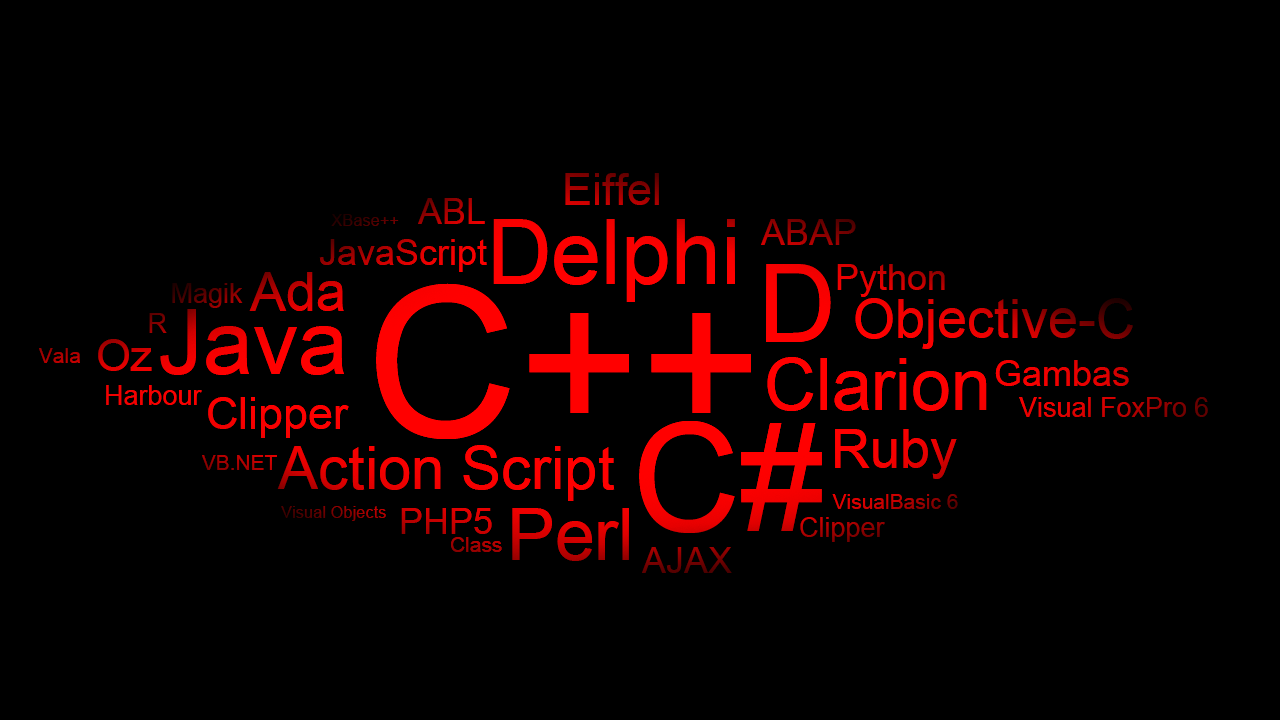 Eiffel
XBase++
ABL
Delphi
ABAP
JavaScript
Python
Magik
Ada
C++
D
Objective-C
R
Java
Vala
Oz
Clarion
Gambas
Harbour
Clipper
Visual FoxPro 6
VB.NET
Action Script
C#
Ruby
VisualBasic 6
Visual Objects
PHP5
Perl
Clipper
Class
AJAX